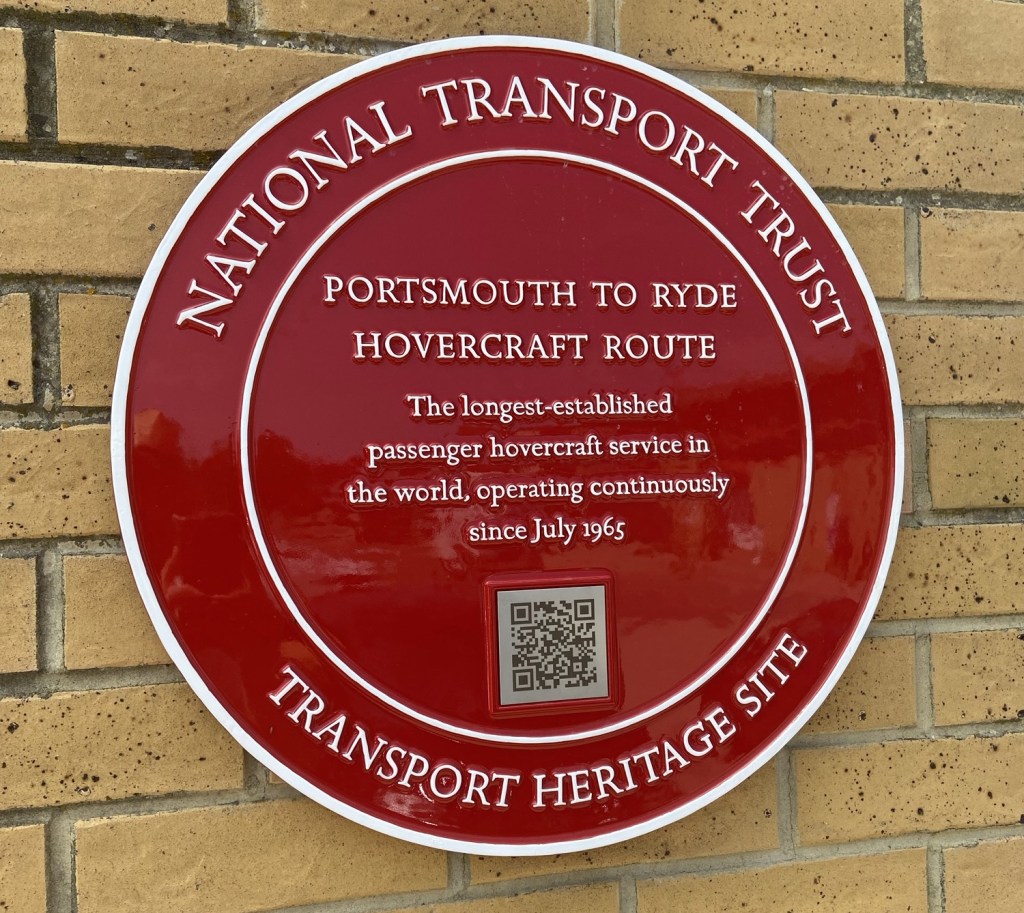 NATIONAL TRANSPORT TRUST
PORTSMOUTH TO RYDE
HOVERCRAFT ROUTE
The longest-established
passenger hovercraft service in
the world, operating continuously
since July 1965
TRANSPORT HERITAGE SITE